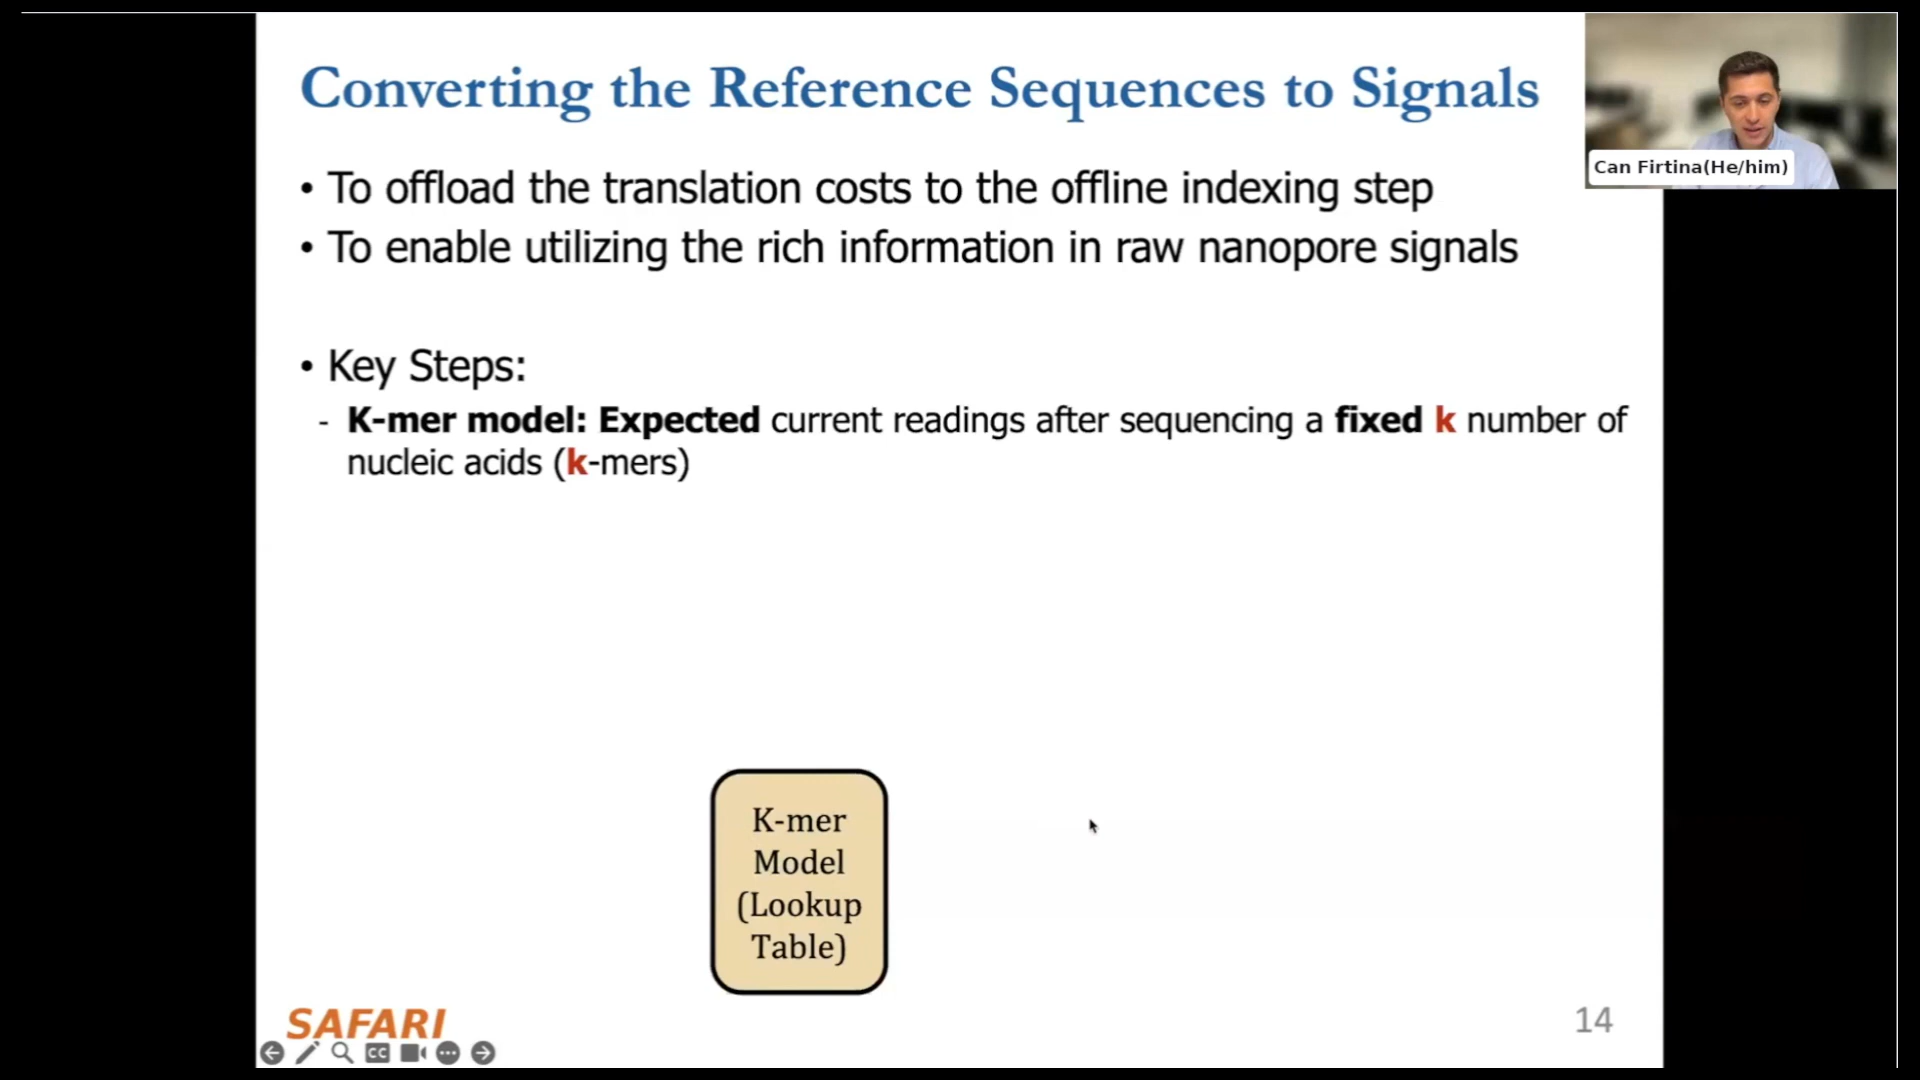 Converting the Reference Sequences to Signals
Can Firtina(He/him)
• To offload the translation costs to the offline indexing step
• To enable utilizing the rich information in raw nanopore signals
• Key Steps:
- K-mer model: Expected current readings after sequencing a fixed k number of
nucleic acids (k-mers)
K-mer
Model
(Lookup
Table)
SAFARI
14
CC